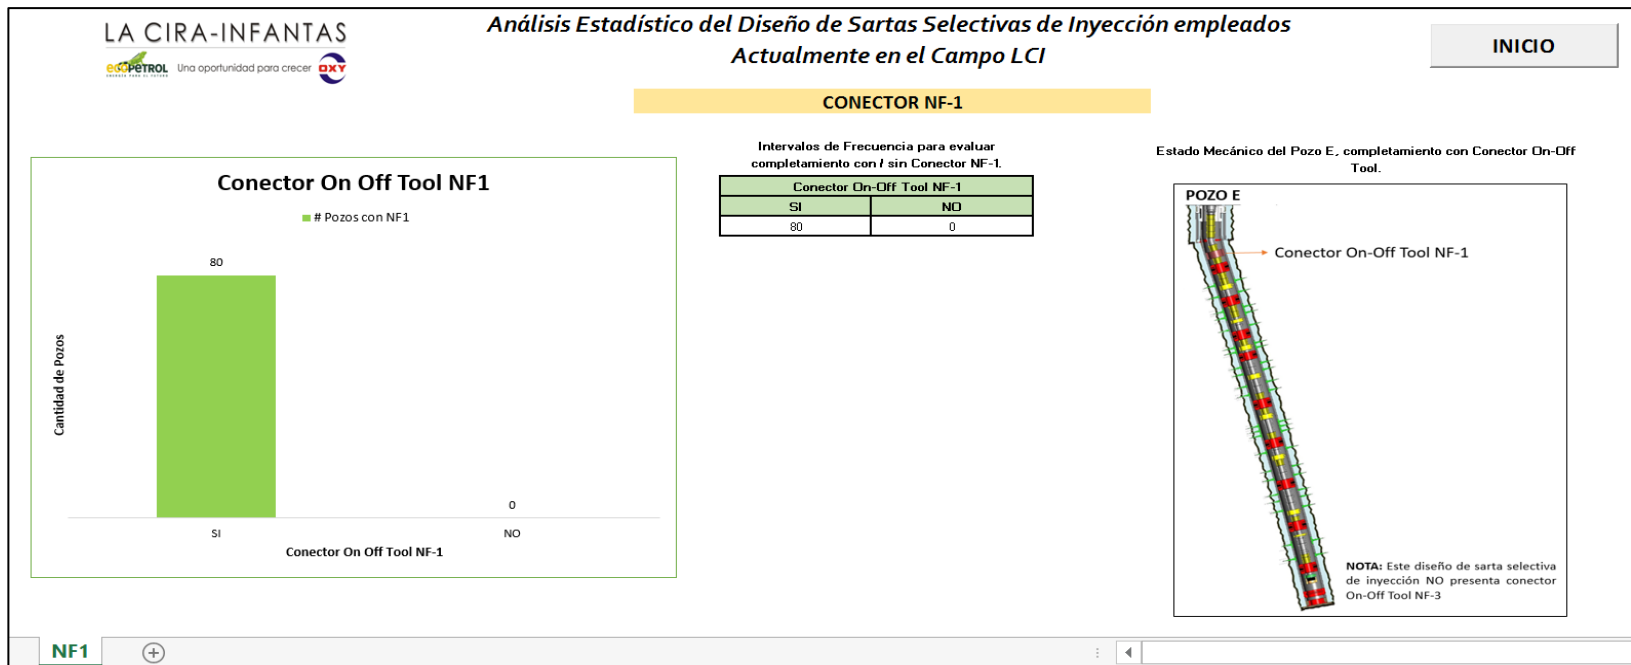 LA CIRA-INFANTAS
ecopetrol Una oportunidad para crecer OXY
Análisis Estadístico del Diseño de Sartas Selectivas de Inyección empleados
Actualmente en el Campo LCI
INICIO
CONECTOR NF-1
Conector On Off Tool NF1
# Pozos con NF1
80
0
SI
NO
Cantidad de Pozos
Conector On Off Tool NF-1
Intervalos de Frecuencia para evaluar
completamiento con / sin Conector NF-1.
Conector On-Off Tool NF-1
SI NO
80 0
Estado Mecánico del Pozo E, completamiento con Conector On-Off
Tool.
POZO E
Conector On-Off Tool NF-1
NOTA: Este diseño de sarta selectiva
de inyección NO presenta conector
On-Off Tool NF-3
NF1